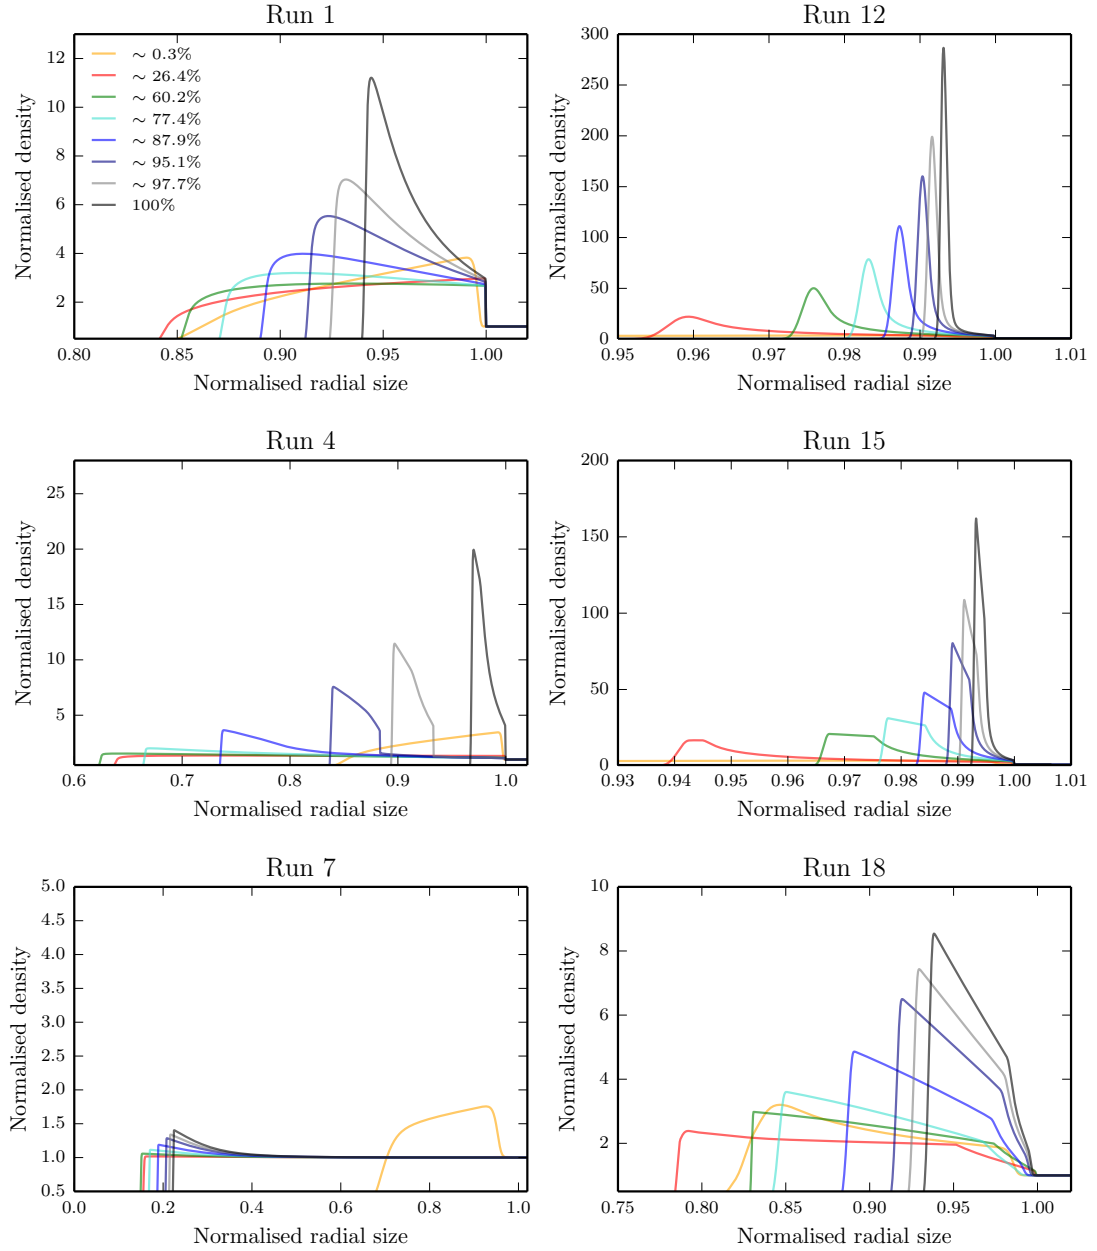 Run 1
Normalised density
12
10
8
6
4
2
∼ 0.3%
∼ 26.4%
∼ 60.2%
∼ 77.4%
∼ 87.9%
∼ 95.1%
∼ 97.7%
100%
0.80 0.85 0.90 0.95 1.00
Normalised radial size
Run 12
Normalised density
300
250
200
150
100
50
0
0.95 0.96 0.97 0.98 0.99 1.00 1.01
Normalised radial size
Run 4
Normalised density
25
20
15
10
5
0.6 0.7 0.8 0.9 1.0
Normalised radial size
Run 15
Normalised density
200
150
100
50
0
0.93 0.94 0.95 0.96 0.97 0.98 0.99 1.00 1.01
Normalised radial size
Run 7
Normalised density
5.0
4.5
4.0
3.5
3.0
2.5
2.0
1.5
1.0
0.5
0.0 0.2 0.4 0.6 0.8 1.0
Normalised radial size
Run 18
Normalised density
10
8
6
4
2
0.75 0.80 0.85 0.90 0.95 1.00
Normalised radial size